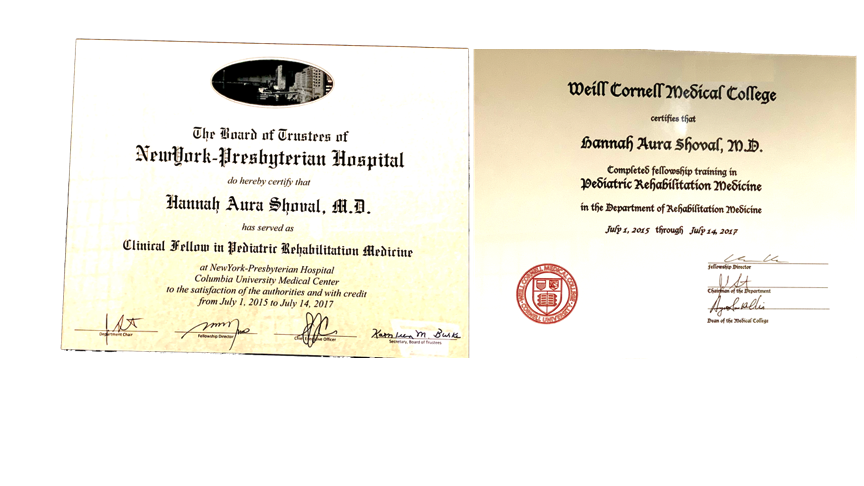 The Board of Trustees of
NewYork-Presbyterian Hospital
do hereby certify that
Hannah Aura Shoval, M.D.
has served as
Clinical Fellow in Pediatric Rehabilitation Medicine
at NewYork-Presbyterian Hospital
Columbia University Medical Center
to the satisfaction of the authorities and with credit
from July 1, 2015 to July 14, 2017
Department Chair
Fellowship Director
Chief Executive Officer
Kathleen M. Burke
Secretary, Board of Trustees
Weill Cornell Medical College
certifies that
Hannah Aura Shoval, M.D.
Completed fellowship training in
Pediatric Rehabilitation Medicine
in the Department of Rehabilitation Medicine
July 1, 2015 through July 14, 2017
Fellowship Director
Chairman of the Department
Dean of the Medical College